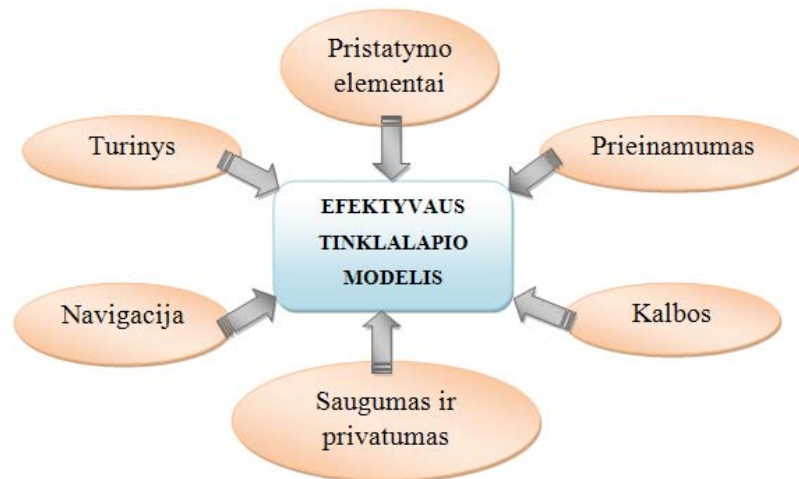 Pristatymo
elementai
Turinys
Prieinamumas
EFEKTYVAUS
TINKLALAPIO
MODELIS
Navigacija
Kalbos
Saugumas ir
privatumas